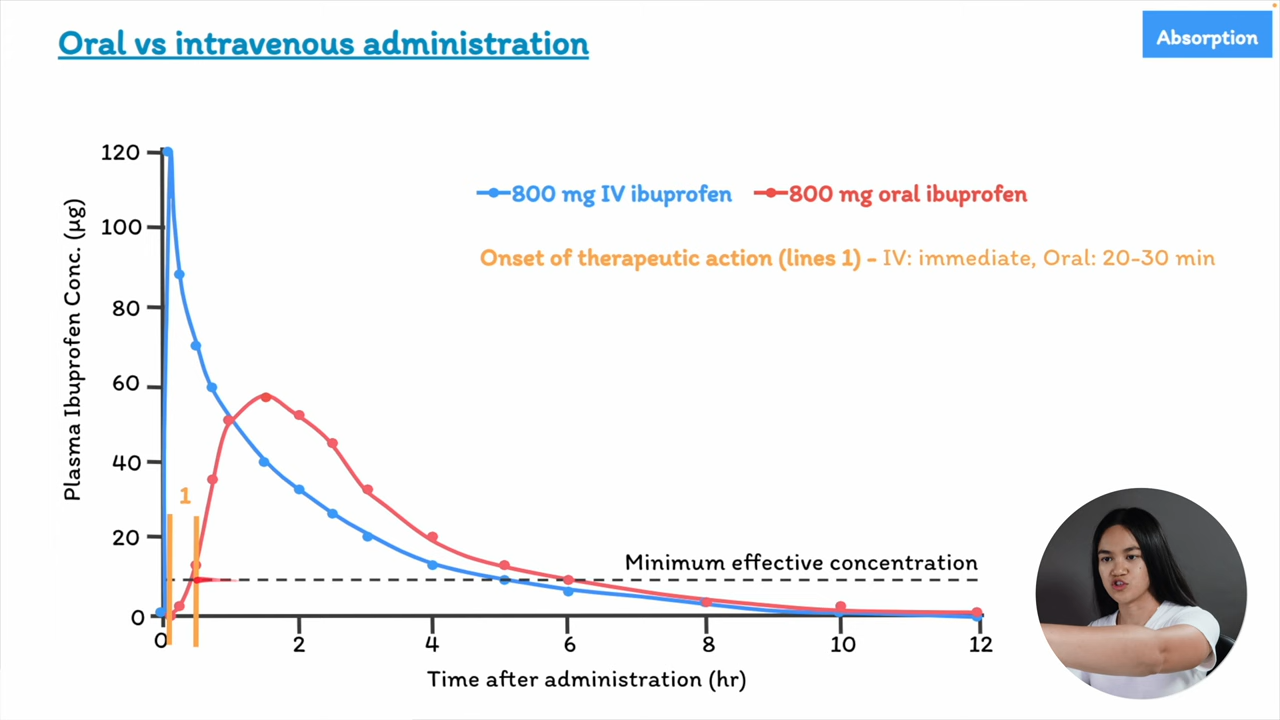 Oral vs intravenous administration
Absorption
120
100
80
60
40
20
0
Plasma Ibuprofen Conc. (µg)
800 mg IV ibuprofen
800 mg oral ibuprofen
Onset of therapeutic action (lines 1) - IV: immediate, Oral: 20-30 min
1
Minimum effective concentration
0 2 4 6 8 10 12
Time after administration (hr)